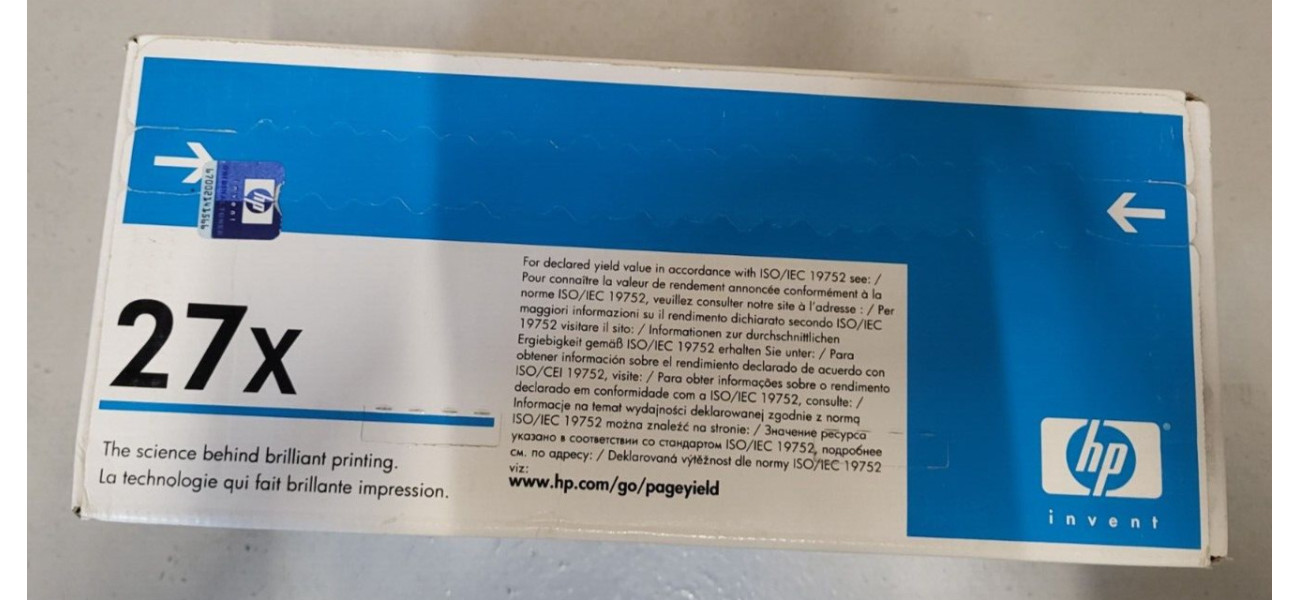 27x
The science behind brilliant printing.
La technologie qui fait brillante impression.
For declared yield value in accordance with ISO/IEC 19752 see: /
Pour connaître la valeur de rendement annoncée conformément à la
norme ISO/IEC 19752, veuillez consulter notre site à l'adresse : / Per
maggiori informazioni su il rendimento dichiarato secondo ISO/IEC
19752 visitare il sito: / Informationen zur durchschnittlichen
Ergiebigkeit gemäß ISO/IEC 19752 erhalten Sie unter: / Para
obtener información sobre el rendimiento declarado de acuerdo con
ISO/CEI 19752, visite: / Para obter informações sobre o rendimento
declarado em conformidade com a ISO/IEC 19752, consulte: /
Informacje na temat wydajności deklarowanej zgodnie z normą
ISO/IEC 19752 można znaleźć na stronie: / Значение ресурса
указано в соответствии со стандартом ISO/IEC 19752, подробнее
см. по адресу: / Deklarovaná výtěžnost dle normy ISO/IEC 19752
viz:
www.hp.com/go/pageyield
hp
invent
hp®
invent